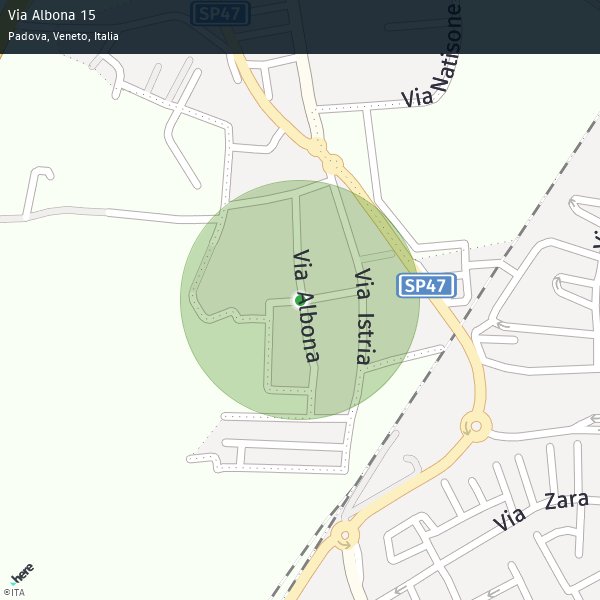 Via Albona 15
SP47
Padova, Veneto, Italia
Via Natisone
Via Albona
Via Istria
SP47
Via Zara
here
©ITA